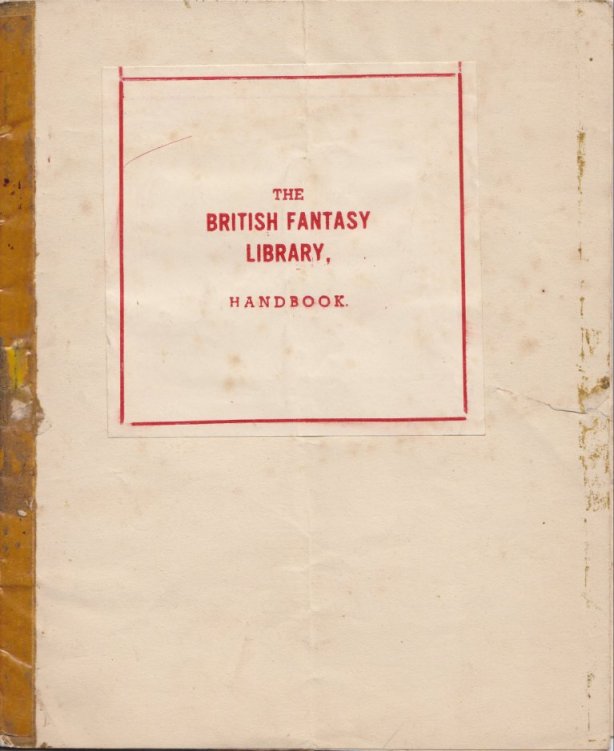 THE
BRITISH FANTASY
LIBRARY,
HANDBOOK.